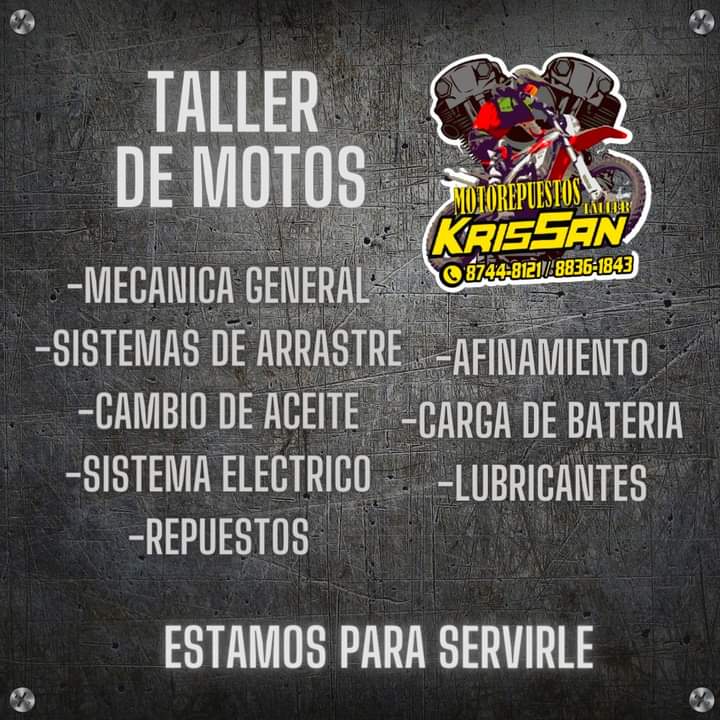 TALLER
DE MOTOS
MOTOREPUESTOS
TALLER
KRISSAN
8744-8121 / 8836-1843
-MECANICA GENERAL
-SISTEMAS DE ARRASTRE
-CAMBIO DE ACEITE
-SISTEMA ELECTRICO
-REPUESTOS
-AFINAMIENTO
-CARGA DE BATERIA
-LUBRICANTES
ESTAMOS PARA SERVIRLE